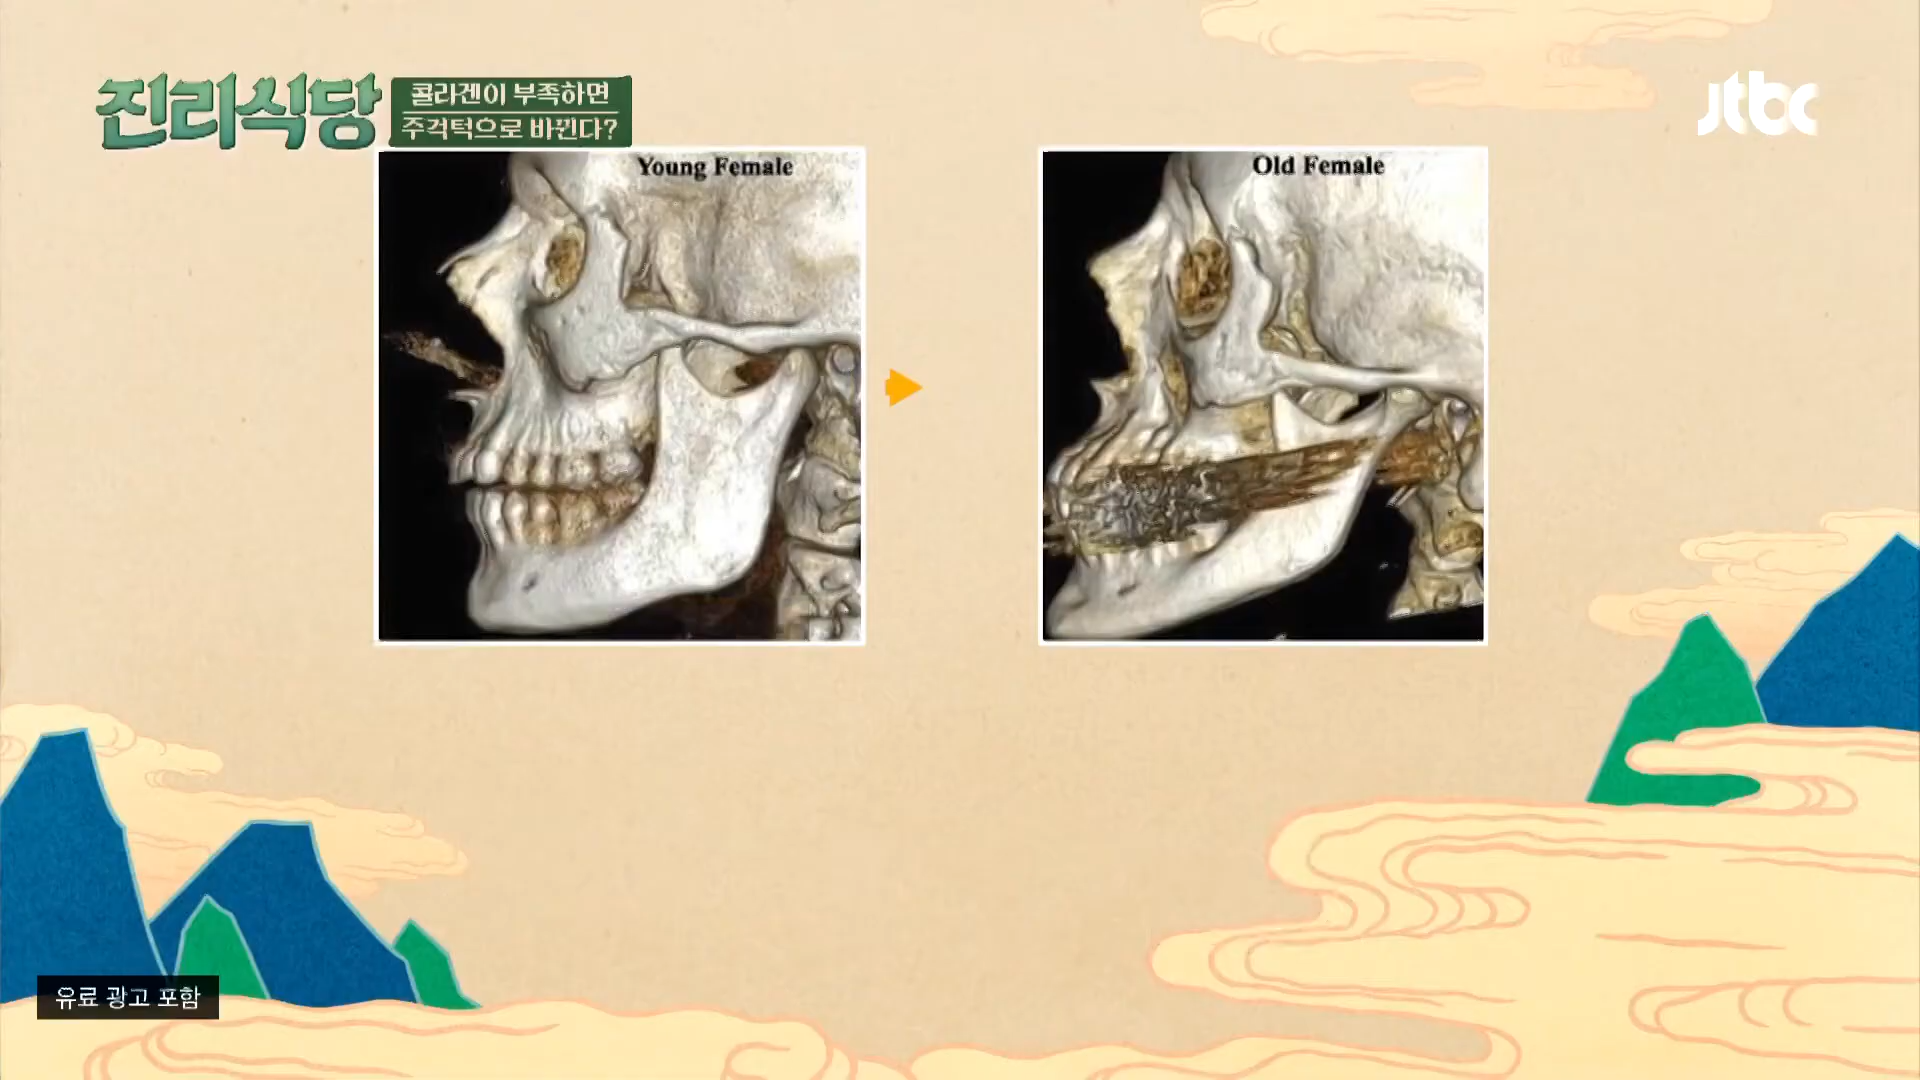 진리식당
콜라겐이 부족하면
주걱턱으로 바뀐다?
jtbc
Young Female
Old Female
유료 광고 포함